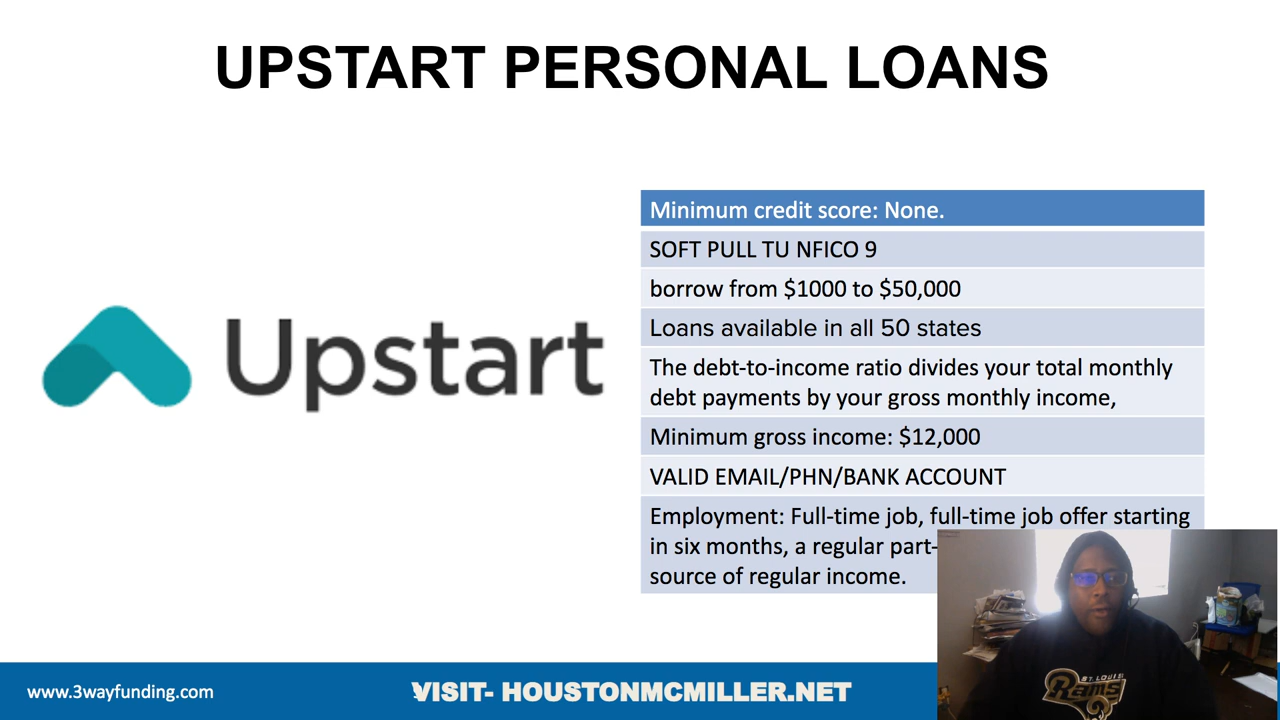 UPSTART PERSONAL LOANS
Upstart
Minimum credit score: None.
SOFT PULL TU NFICO 9
borrow from $1000 to $50,000
Loans available in all 50 states
The debt-to-income ratio divides your total monthly
debt payments by your gross monthly income,
Minimum gross income: $12,000
VALID EMAIL/PHN/BANK ACCOUNT
Employment: Full-time job, full-time job offer starting
in six months, a regular part-
source of regular income.
www.3wayfunding.com
VISIT- HOUSTONMCMILLER.NET
ST. LOUIS
Rams